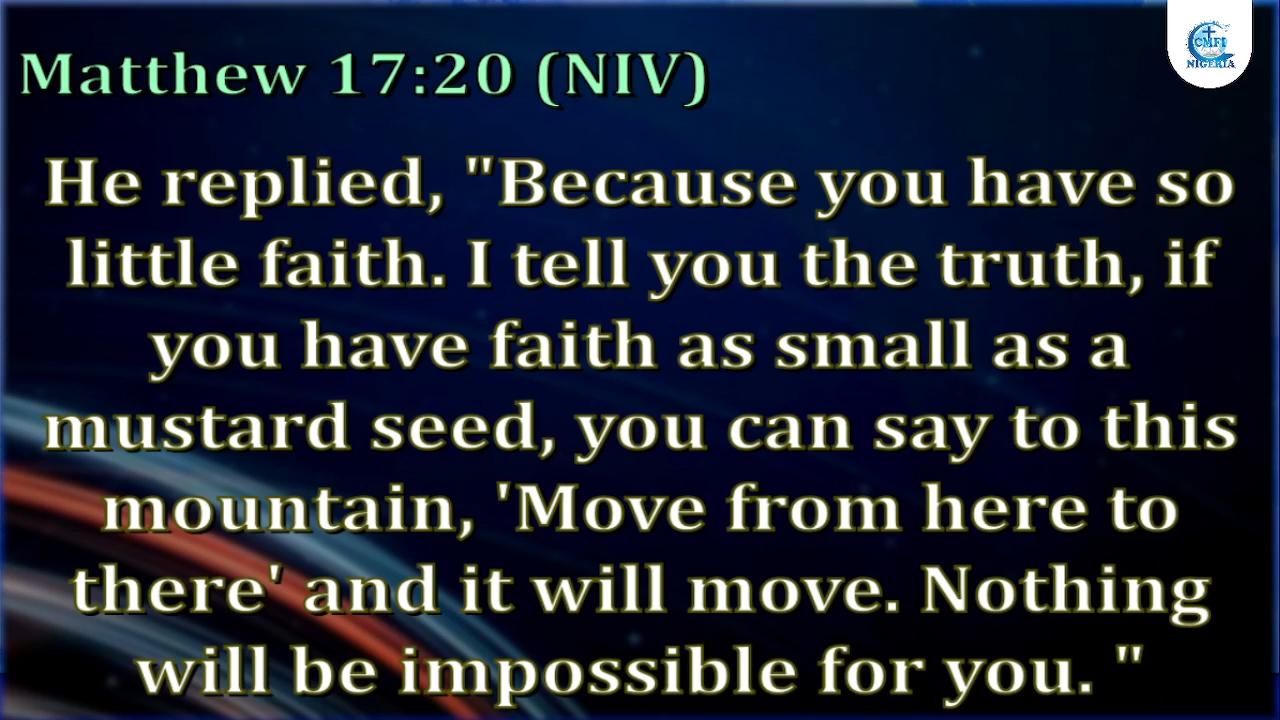 CMFI
NIGERIA
Matthew 17:20 (NIV)
He replied, "Because you have so
little faith. I tell you the truth, if
you have faith as small as a
mustard seed, you can say to this
mountain, 'Move from here to
there' and it will move. Nothing
will be impossible for you. "